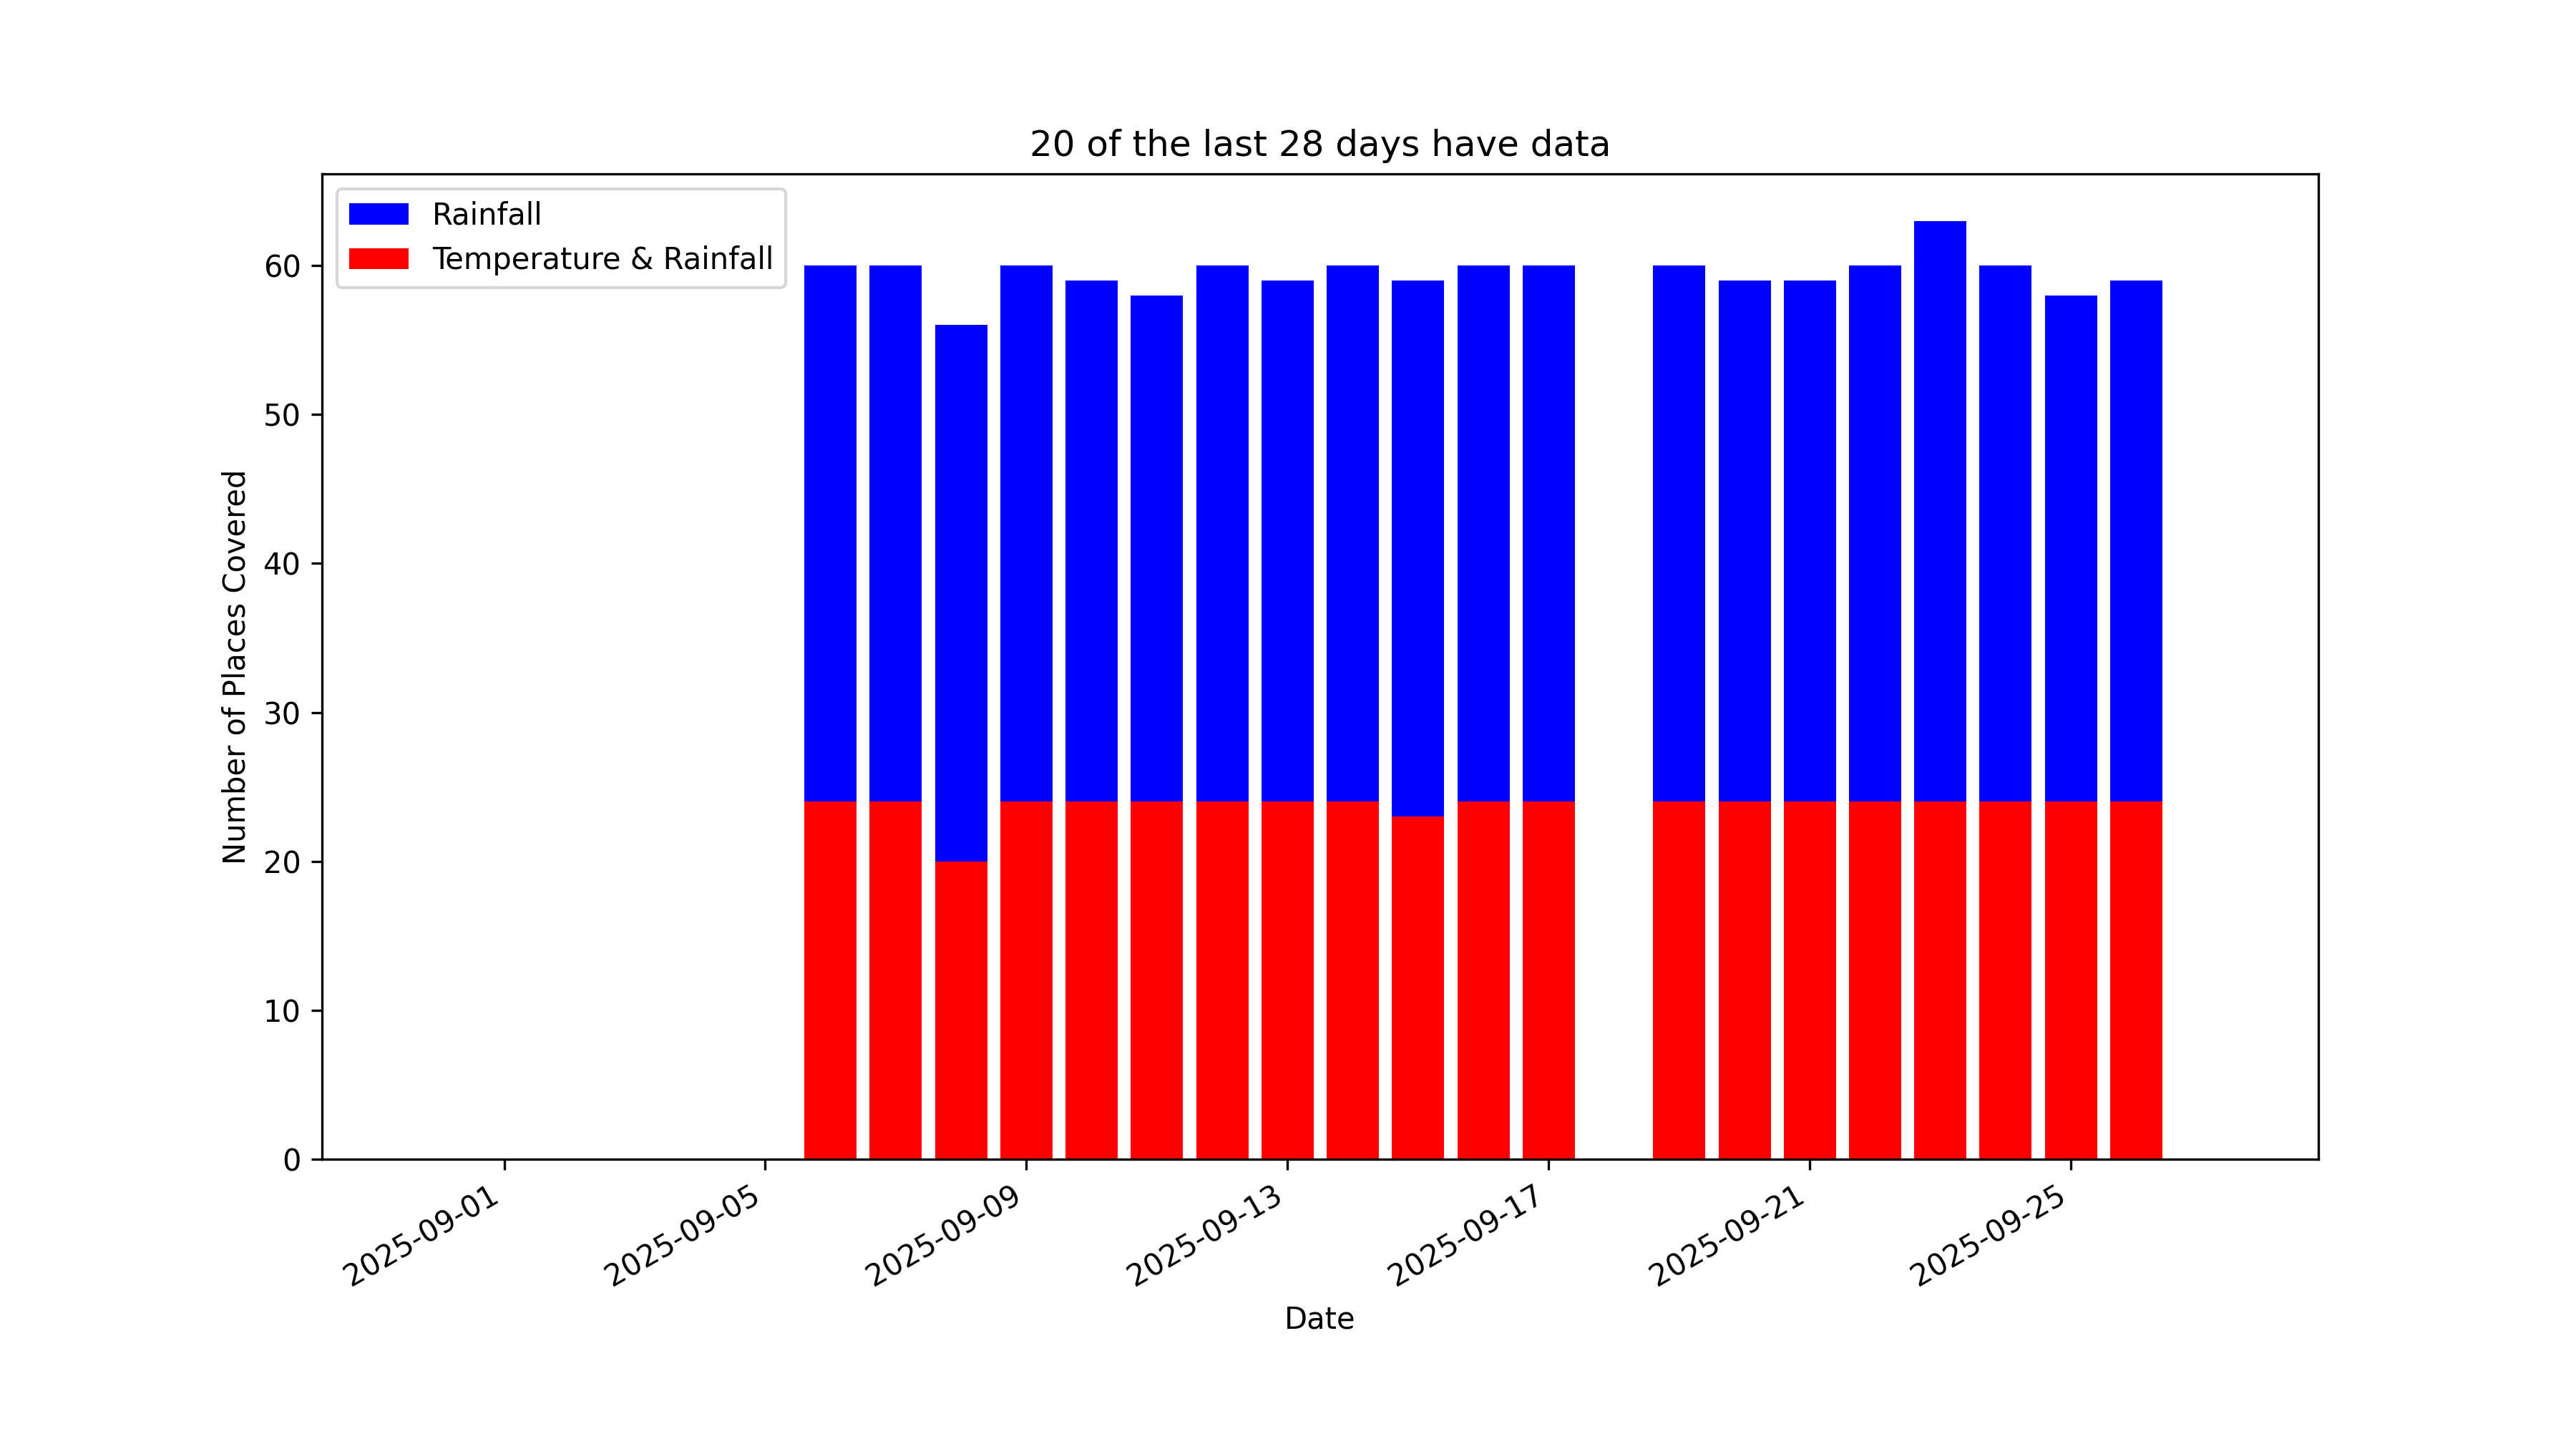 20 of the last 28 days have data
Rainfall
Temperature & Rainfall
60
50
40
30
20
10
0
Number of Places Covered
2025-09-01
2025-09-05
2025-09-09
2025-09-13
2025-09-17
2025-09-21
2025-09-25
Date